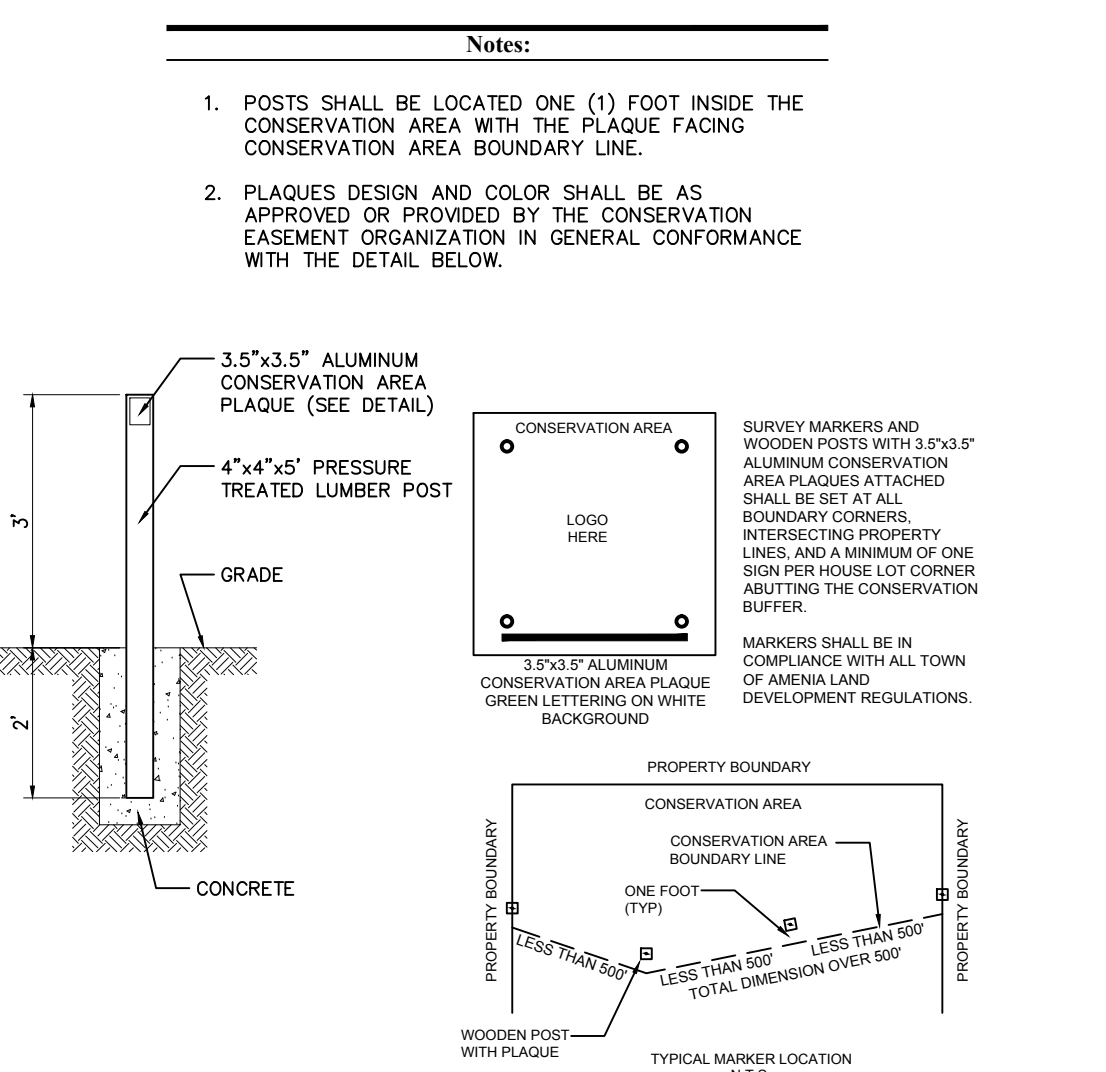 Notes:
1. POSTS SHALL BE LOCATED ONE (1) FOOT INSIDE THE
CONSERVATION AREA WITH THE PLAQUE FACING
CONSERVATION AREA BOUNDARY LINE.
2. PLAQUES DESIGN AND COLOR SHALL BE AS
APPROVED OR PROVIDED BY THE CONSERVATION
EASEMENT ORGANIZATION IN GENERAL CONFORMANCE
WITH THE DETAIL BELOW.
3.5"x3.5" ALUMINUM
CONSERVATION AREA
PLAQUE (SEE DETAIL)
4"x4"x5' PRESSURE
TREATED LUMBER POST
3'
GRADE
2'
CONCRETE
CONSERVATION AREA
LOGO
HERE
3.5"x3.5" ALUMINUM
CONSERVATION AREA PLAQUE
GREEN LETTERING ON WHITE
BACKGROUND
SURVEY MARKERS AND
WOODEN POSTS WITH 3.5"x3.5"
ALUMINUM CONSERVATION
AREA PLAQUES ATTACHED
SHALL BE SET AT ALL
BOUNDARY CORNERS,
INTERSECTING PROPERTY
LINES, AND A MINIMUM OF ONE
SIGN PER HOUSE LOT CORNER
ABUTTING THE CONSERVATION
BUFFER.
MARKERS SHALL BE IN
COMPLIANCE WITH ALL TOWN
OF AMENIA LAND
DEVELOPMENT REGULATIONS.
PROPERTY BOUNDARY
CONSERVATION AREA
PROPERTY BOUNDARY
CONSERVATION AREA
BOUNDARY LINE
ONE FOOT
(TYP)
PROPERTY BOUNDARY
LESS THAN 500'
LESS THAN 500'
LESS THAN 500'
TOTAL DIMENSION OVER 500'
WOODEN POST
WITH PLAQUE
TYPICAL MARKER LOCATION
N.T.S.